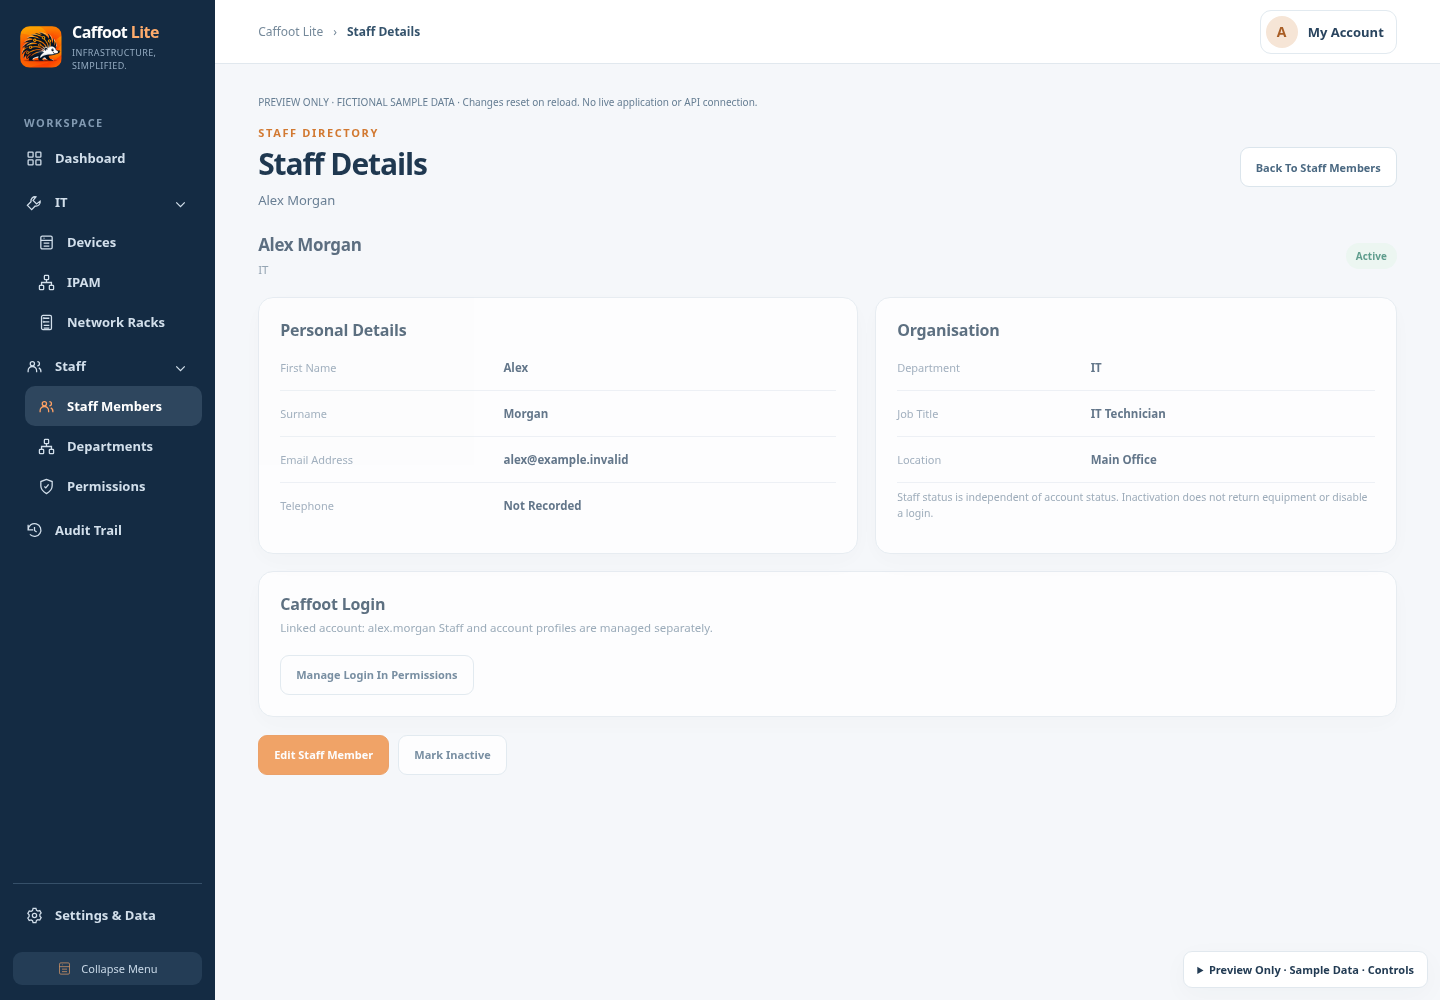 Caffoot Lite
INFRASTRUCTURE,
SIMPLIFIED.
WORKSPACE
Dashboard
IT
Devices
IPAM
Network Racks
Staff
Staff Members
Departments
Permissions
Audit Trail
Settings & Data
Collapse Menu
Caffoot Lite › Staff Details
A My Account
PREVIEW ONLY · FICTIONAL SAMPLE DATA · Changes reset on reload. No live application or API connection.
STAFF DIRECTORY
Staff Details
Alex Morgan
Back To Staff Members
Alex Morgan
IT
Active
Personal Details
First Name Alex
Surname Morgan
Email Address alex@example.invalid
Telephone Not Recorded
Organisation
Department IT
Job Title IT Technician
Location Main Office
Staff status is independent of account status. Inactivation does not return equipment or disable
a login.
Caffoot Login
Linked account: alex.morgan Staff and account profiles are managed separately.
Manage Login In Permissions
Edit Staff Member Mark Inactive
Preview Only · Sample Data · Controls